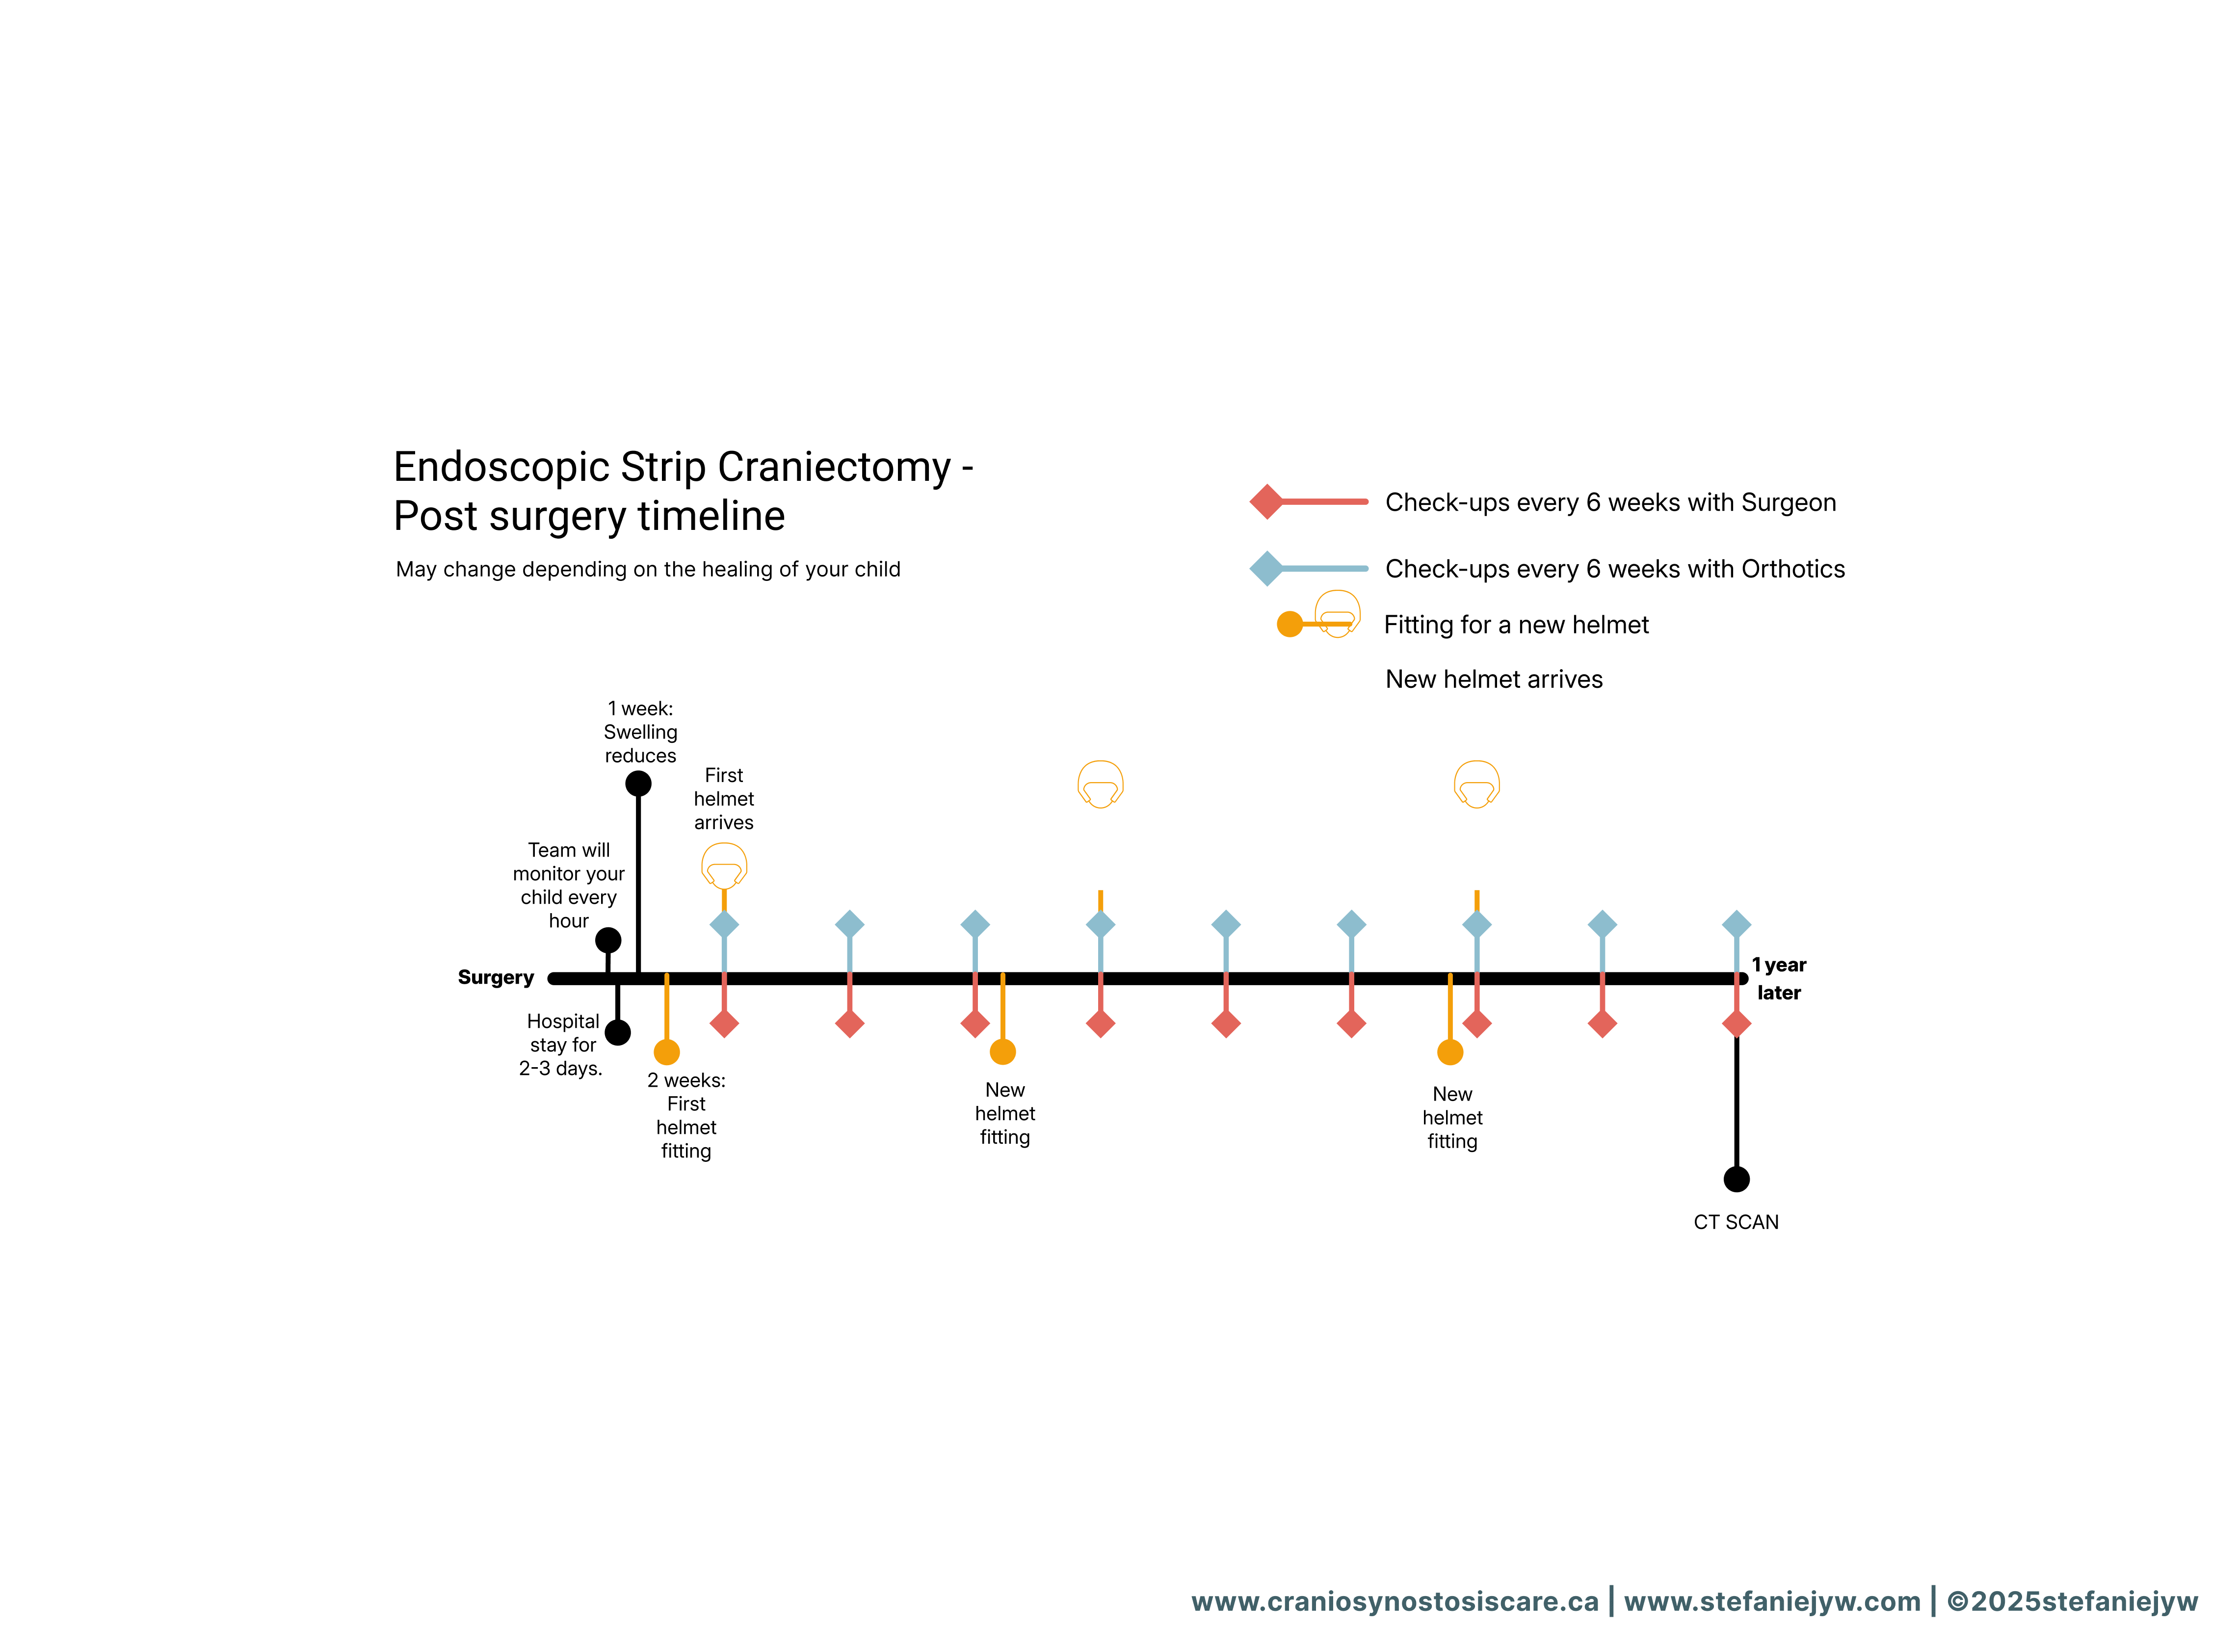 Endoscopic Strip Craniectomy -
Post surgery timeline
May change depending on the healing of your child
Check-ups every 6 weeks with Surgeon
Check-ups every 6 weeks with Orthotics
Fitting for a new helmet
New helmet arrives
1 week:
Swelling
reduces
First
helmet
arrives
Team will
monitor your
child every
hour
Surgery
1 year
later
Hospital
stay for
2-3 days.
2 weeks:
First
helmet
fitting
New
helmet
fitting
New
helmet
fitting
CT SCAN
www.craniosynostosiscare.ca | www.stefaniejyw.com | ©2025stefaniejyw